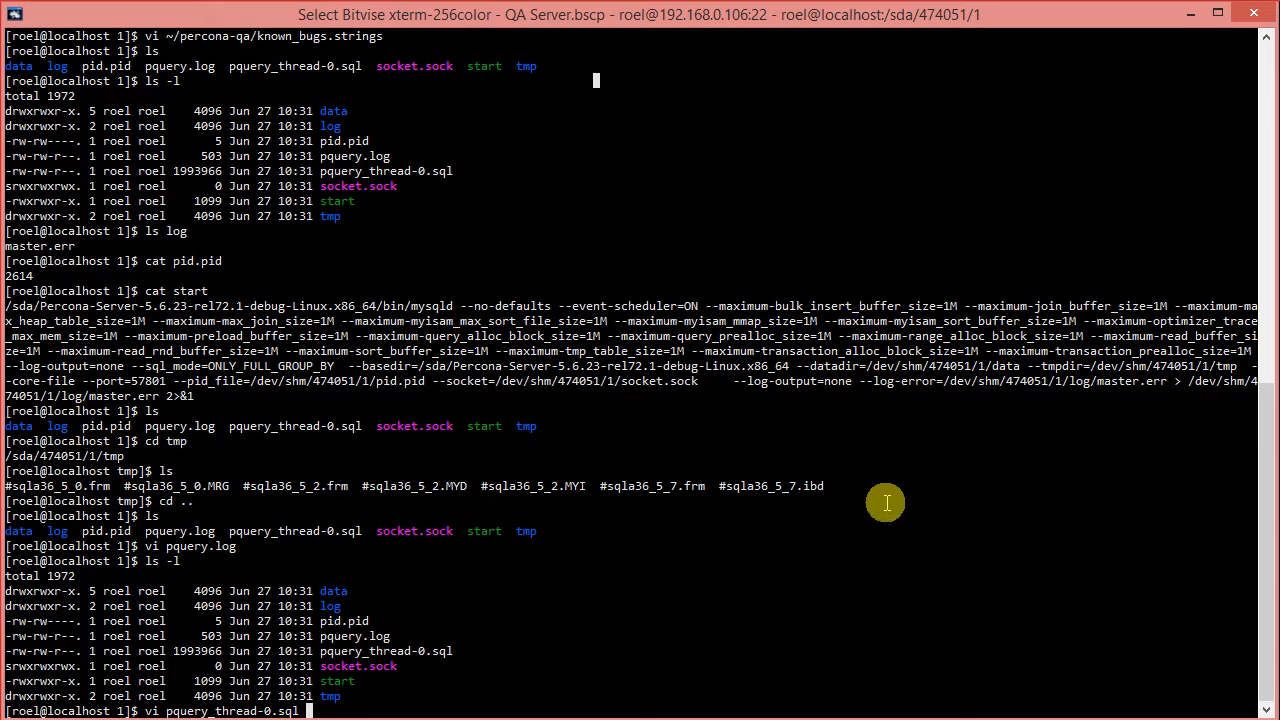 Select Bitvise xterm-256color - QA Server.bscp - roel@192.168.0.106:22 - roel@localhost:/sda/474051/1
[roel@localhost 1]$ vi ~/percona-qa/known_bugs.strings
[roel@localhost 1]$ ls
data  log  pid.pid  pquery.log  pquery_thread-0.sql  socket.sock  start  tmp
[roel@localhost 1]$ ls -l
total 1972
drwxrwxr-x. 5 roel roel    4096 Jun 27 10:31 data
drwxrwxr-x. 2 roel roel    4096 Jun 27 10:31 log
-rw-rw----. 1 roel roel       5 Jun 27 10:31 pid.pid
-rw-rw-r--. 1 roel roel     503 Jun 27 10:31 pquery.log
-rw-rw-r--. 1 roel roel 1993966 Jun 27 10:31 pquery_thread-0.sql
srwxrwxrwx. 1 roel roel       0 Jun 27 10:31 socket.sock
-rwxrwxr-x. 1 roel roel    1099 Jun 27 10:31 start
drwxrwxr-x. 2 roel roel    4096 Jun 27 10:31 tmp
[roel@localhost 1]$ ls log
master.err
[roel@localhost 1]$ cat pid.pid
2614
[roel@localhost 1]$ cat start
/sda/Percona-Server-5.6.23-rel72.1-debug-Linux.x86_64/bin/mysqld --no-defaults --event-scheduler=ON --maximum-bulk_insert_buffer_size=1M --maximum-join_buffer_size=1M --maximum-ma
x_heap_table_size=1M --maximum-max_join_size=1M --maximum-myisam_max_sort_file_size=1M --maximum-myisam_mmap_size=1M --maximum-myisam_sort_buffer_size=1M --maximum-optimizer_trace
_max_mem_size=1M --maximum-preload_buffer_size=1M --maximum-query_alloc_block_size=1M --maximum-query_prealloc_size=1M --maximum-range_alloc_block_size=1M --maximum-read_buffer_si
ze=1M --maximum-read_rnd_buffer_size=1M --maximum-sort_buffer_size=1M --maximum-tmp_table_size=1M --maximum-transaction_alloc_block_size=1M --maximum-transaction_prealloc_size=1M
--log-output=none --sql_mode=ONLY_FULL_GROUP_BY  --basedir=/sda/Percona-Server-5.6.23-rel72.1-debug-Linux.x86_64 --datadir=/dev/shm/474051/1/data --tmpdir=/dev/shm/474051/1/tmp -
-core-file --port=57801 --pid_file=/dev/shm/474051/1/pid.pid --socket=/dev/shm/474051/1/socket.sock     --log-output=none --log-error=/dev/shm/474051/1/log/master.err > /dev/shm/4
74051/1/log/master.err 2>&1
[roel@localhost 1]$ ls
data  log  pid.pid  pquery.log  pquery_thread-0.sql  socket.sock  start  tmp
[roel@localhost 1]$ cd tmp
/sda/474051/1/tmp
[roel@localhost tmp]$ ls
#sqla36_5_0.frm  #sqla36_5_0.MRG  #sqla36_5_2.frm  #sqla36_5_2.MYD  #sqla36_5_2.MYI  #sqla36_5_7.frm  #sqla36_5_7.ibd
[roel@localhost tmp]$ cd ..
[roel@localhost 1]$ ls
data  log  pid.pid  pquery.log  pquery_thread-0.sql  socket.sock  start  tmp
[roel@localhost 1]$ vi pquery.log
[roel@localhost 1]$ ls -l
total 1972
drwxrwxr-x. 5 roel roel    4096 Jun 27 10:31 data
drwxrwxr-x. 2 roel roel    4096 Jun 27 10:31 log
-rw-rw----. 1 roel roel       5 Jun 27 10:31 pid.pid
-rw-rw-r--. 1 roel roel     503 Jun 27 10:31 pquery.log
-rw-rw-r--. 1 roel roel 1993966 Jun 27 10:31 pquery_thread-0.sql
srwxrwxrwx. 1 roel roel       0 Jun 27 10:31 socket.sock
-rwxrwxr-x. 1 roel roel    1099 Jun 27 10:31 start
drwxrwxr-x. 2 roel roel    4096 Jun 27 10:31 tmp
[roel@localhost 1]$ vi pquery_thread-0.sql